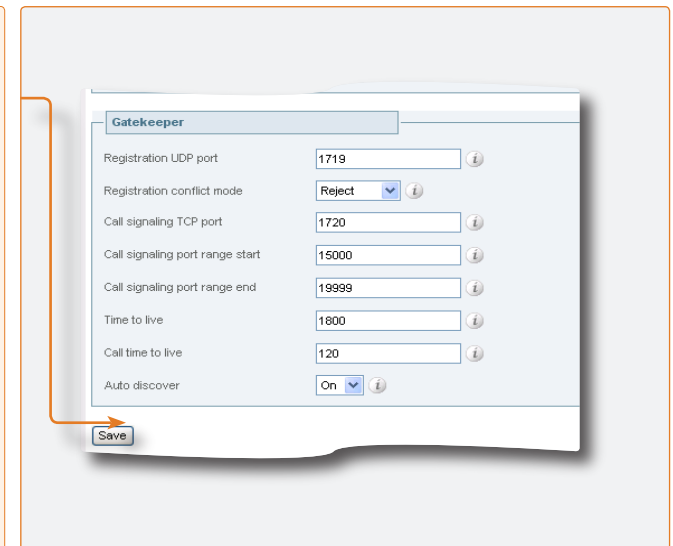 Gatekeeper
Registration UDP port 1719 i
Registration conflict mode Reject i
Call signaling TCP port 1720 i
Call signaling port range start 15000 i
Call signaling port range end 19999 i
Time to live 1800 i
Call time to live 120 i
Auto discover On i
Save